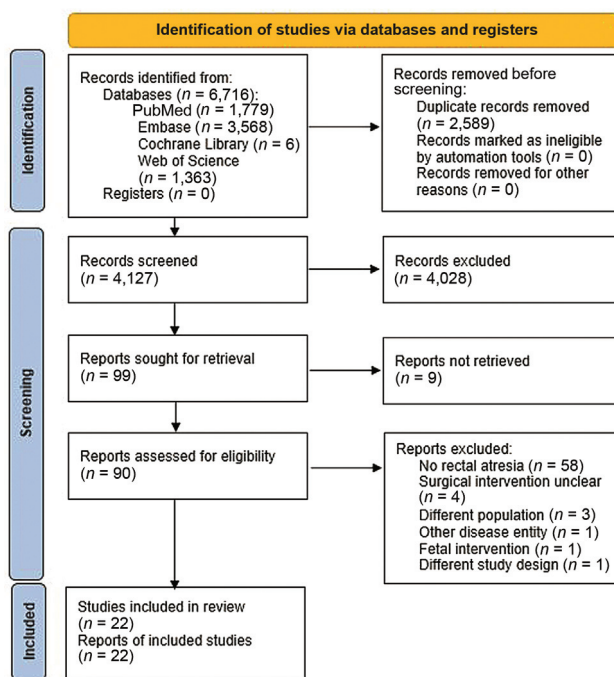 Identification of studies via databases and registers
Identification
Records identified from:
Databases (n = 6,716):
PubMed (n = 1,779)
Embase (n = 3,568)
Cochrane Library (n = 6)
Web of Science
(n = 1,363)
Registers (n = 0)
Records removed before
screening:
Duplicate records removed
(n = 2,589)
Records marked as ineligible
by automation tools (n = 0)
Records removed for other
reasons (n = 0)
Screening
Records screened
(n = 4,127)
Records excluded
(n = 4,028)
Reports sought for retrieval
(n = 99)
Reports not retrieved
(n = 9)
Reports assessed for eligibility
(n = 90)
Reports excluded:
No rectal atresia (n = 58)
Surgical intervention unclear
(n = 4)
Different population (n = 3)
Other disease entity (n = 1)
Fetal intervention (n = 1)
Different study design (n = 1)
Included
Studies included in review
(n = 22)
Reports of included studies
(n = 22)